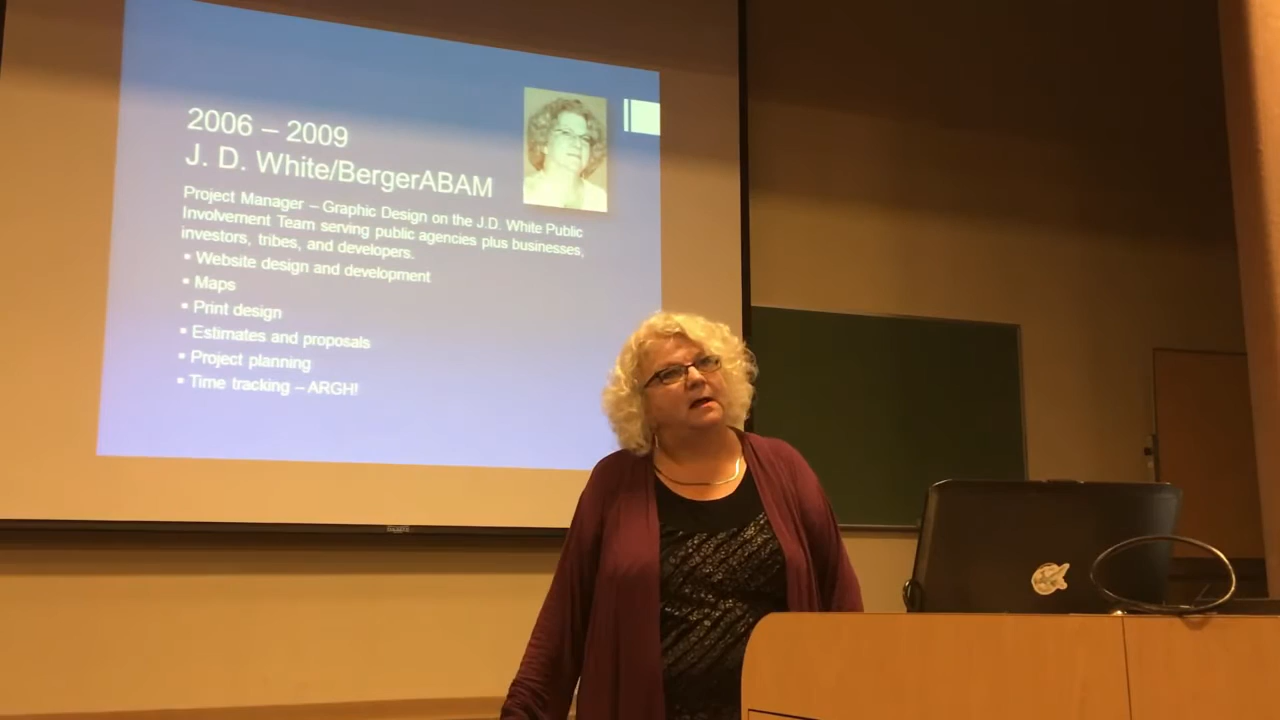 2006 – 2009
J. D. White/BergerABAM
Project Manager – Graphic Design on the J.D. White Public
Involvement Team serving public agencies plus businesses,
investors, tribes, and developers.
▪ Website design and development
▪ Maps
▪ Print design
▪ Estimates and proposals
▪ Project planning
▪ Time tracking – ARGH!